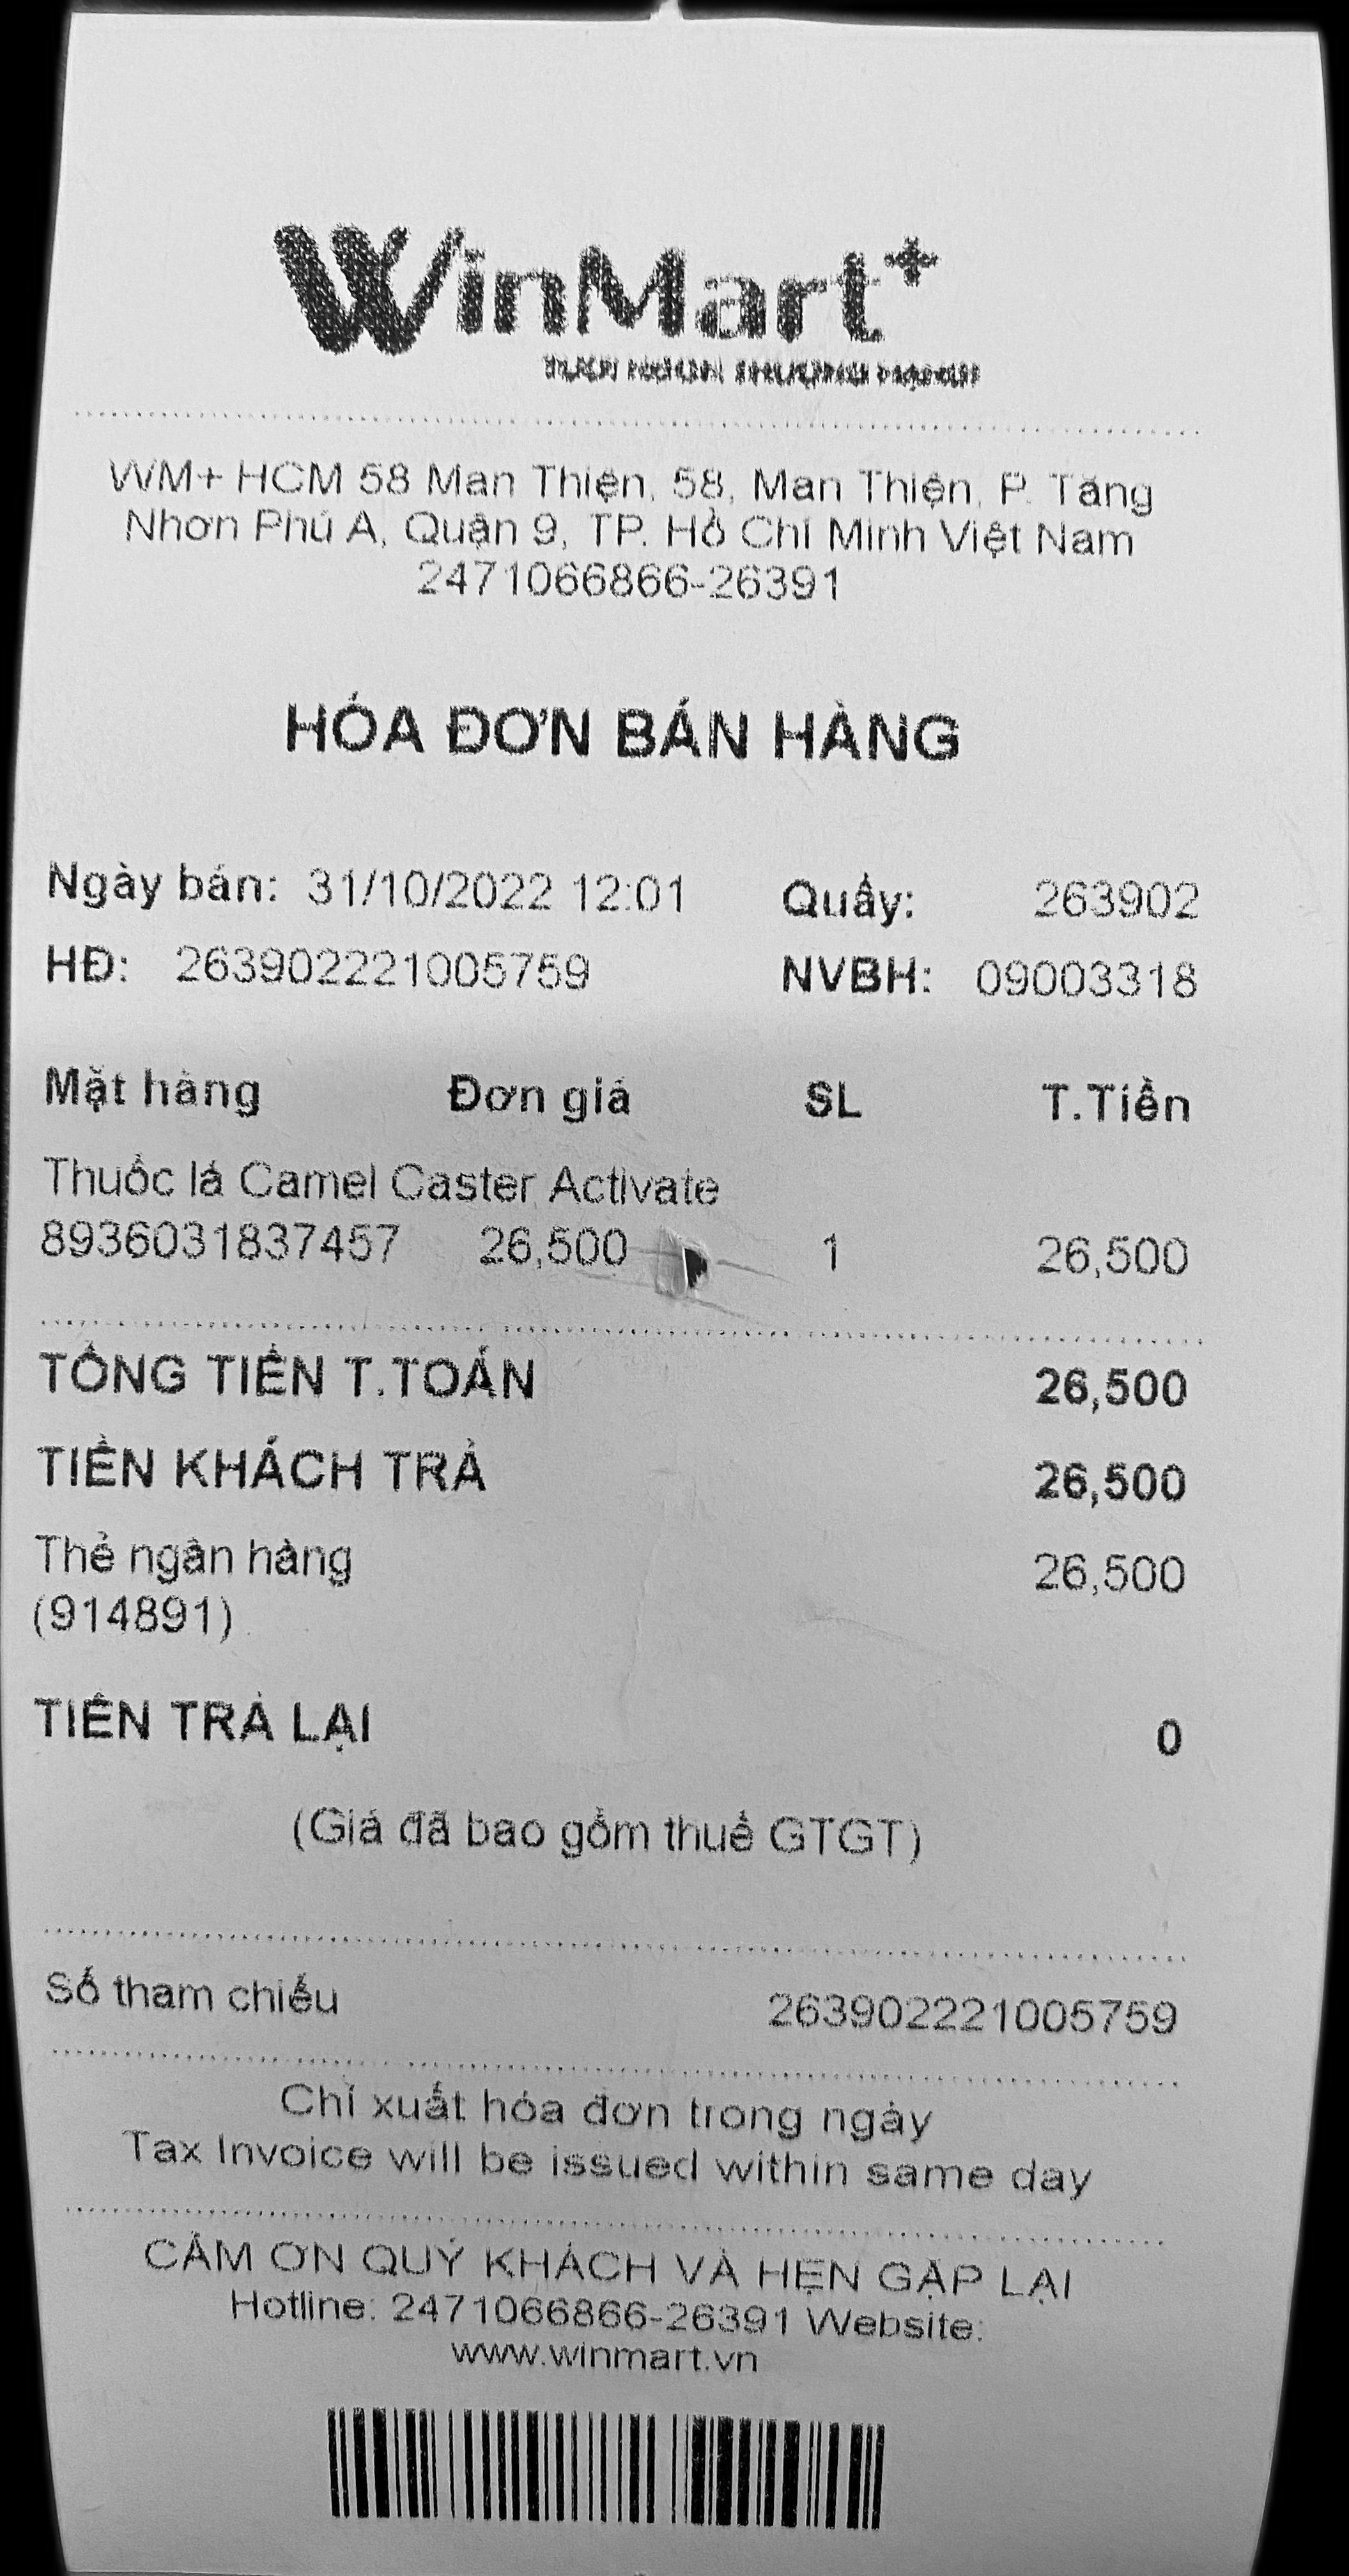 WinMart+
WM+ HCM 58 Man Thiện, 58, Man Thiện, P. Tăng
Nhơn Phú A, Quận 9, TP. Hồ Chí Minh Việt Nam
2471066866-26391
HÓA ĐƠN BÁN HÀNG
Ngày bán: 31/10/2022 12:01 Quầy: 263902
HĐ: 263902221005759 NVBH: 09003318
Mặt hàng Đơn giá SL T.Tiền
Thuốc lá Camel Caster Activate
8936031837457 26,500 1 26,500
TỔNG TIỀN T.TOÁN 26,500
TIỀN KHÁCH TRẢ 26,500
Thẻ ngân hàng 26,500
(914891)
TIỀN TRẢ LẠI 0
(Giá đã bao gồm thuế GTGT)
Số tham chiếu 263902221005759
Chỉ xuất hóa đơn trong ngày
Tax Invoice will be issued within same day
CẢM ƠN QUÝ KHÁCH VÀ HẸN GẶP LẠI
Hotline: 2471066866-26391 Website:
www.winmart.vn